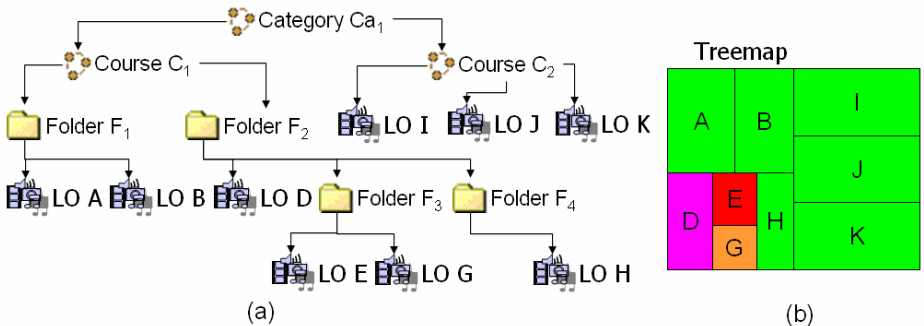 Category Ca1
Course C1
Course C2
Folder F1
Folder F2
LO I
LO J
LO K
LO A
LO B
LO D
Folder F3
Folder F4
LO E
LO G
LO H
(a)
Treemap
A
B
I
J
D
E
H
G
K
(b)